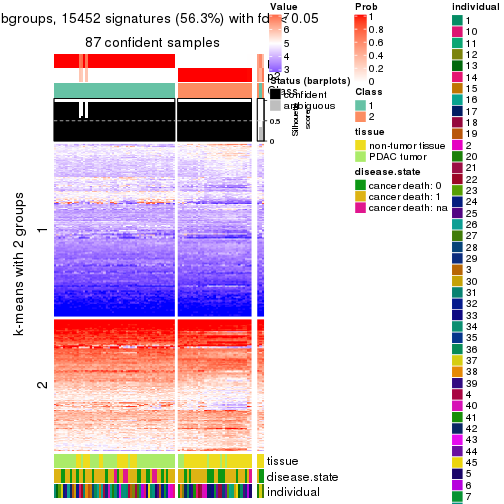 bgroups, 15452 signatures (56.3%) with fdr 0.05
87 confident samples
k-means with 2 groups
1
2
p2
Class
1
0.5
0
Silhouette
score
tissue
disease.state
individual
Value
6
5
4
3
Status (barplots)
confident
ambiguous
Prob
1
0.8
0.6
0.4
0.2
0
Class
1
2
tissue
non-tumor tissue
PDAC tumor
disease.state
cancer death: 0
cancer death: 1
cancer death: na
individual
1
10
11
12
13
14
15
16
17
18
19
2
20
21
22
23
24
25
26
27
28
29
3
30
31
32
33
34
35
36
37
38
39
4
40
41
42
43
44
45
5
6
7